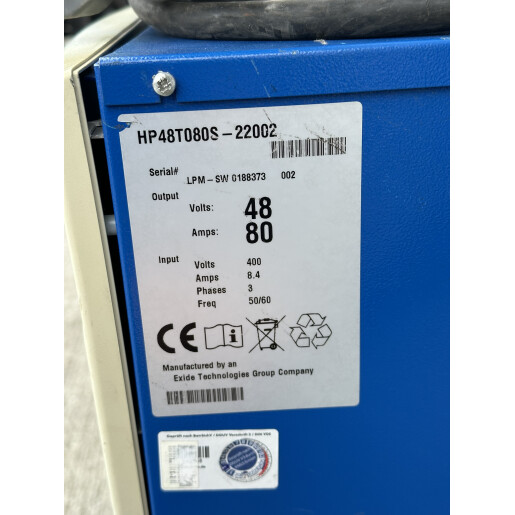 HP48T080S-22002
Serial# LPM-SW 0188373 002
Output
Volts: 48
Amps: 80
Input
Volts 400
Amps 8.4
Phases 3
Freq 50/60
CE
Manufactured by an
Exide Technologies Group Company